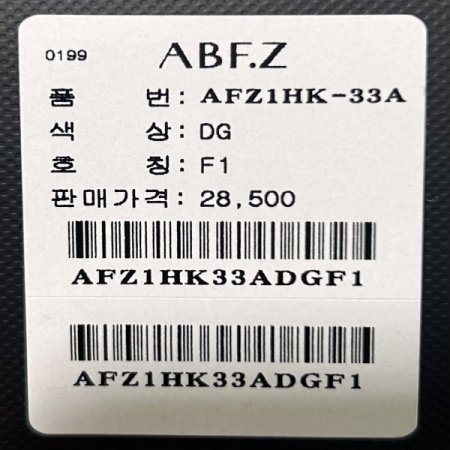 0199 ABF.Z
품 번: AFZ1HK-33A
색 상: DG
호 칭: F1
판매가격: 28,500
AFZ1HK33ADGF1
AFZ1HK33ADGF1